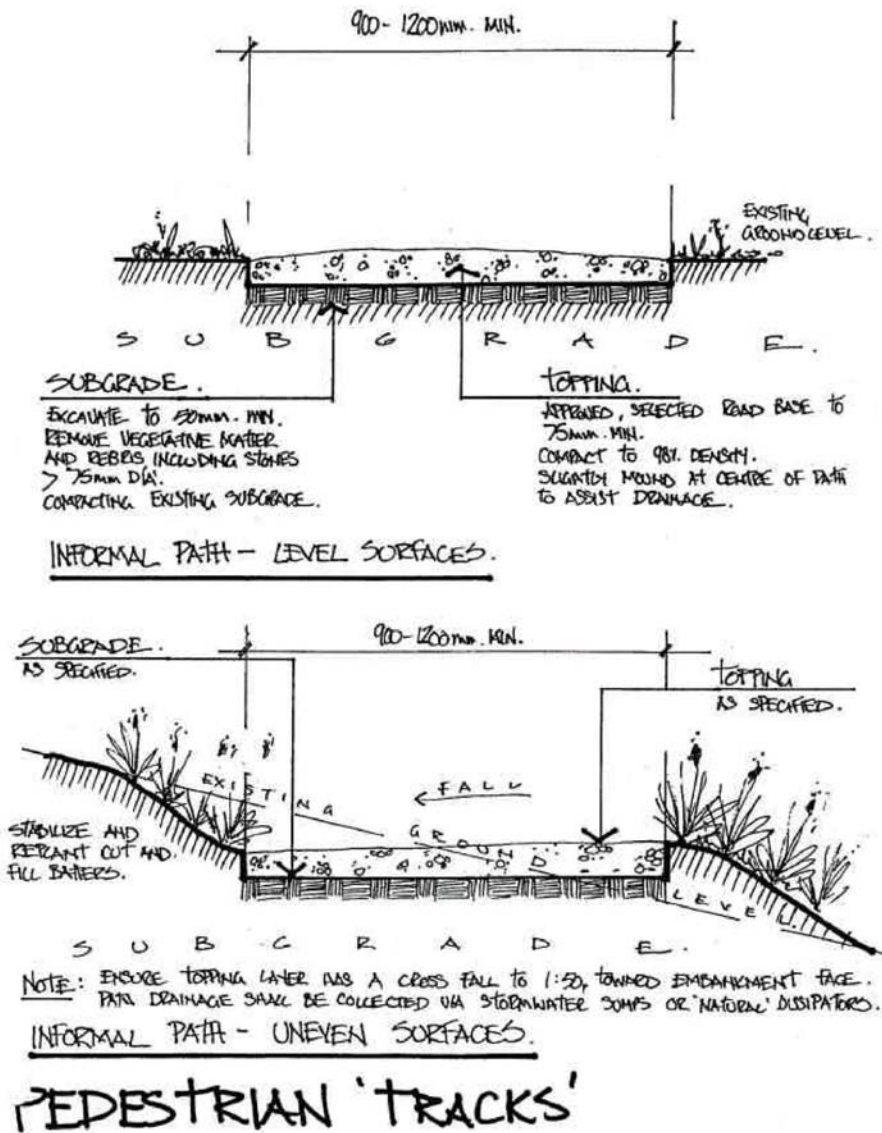 900-1200mm. MIN.
EXISTING
GROUND LEVEL.
S U B G R A D E.
SUBGRADE.
EXCAVATE TO 50mm. MIN.
REMOVE VEGETATIVE MATTER
AND DEBRIS INCLUDING STONES
> 75mm DIA.
COMPACTING EXISTING SUBGRADE.
TOPPING.
APPROVED, SELECTED ROAD BASE TO
75mm. MIN.
COMPACT TO 98%. DENSITY.
SLIGHTLY MOUND AT CENTRE OF PATH
TO ASSIST DRAINAGE.
INFORMAL PATH - LEVEL SURFACES.
SUBGRADE.
AS SPECIFIED.
900-1200mm. MIN.
TOPPING
AS SPECIFIED.
EXISTING GROUND LEVEL.
FALL
STABILIZE AND
REPLANT CUT AND
FILL BATTERS.
S U B G R A D E.
NOTE: ENSURE TOPPING LAYER HAS A CROSS FALL TO 1:50, TOWARD EMBANKMENT FACE.
PATH DRAINAGE SHALL BE COLLECTED VIA STORMWATER SUMPS OR 'NATURAL' DISSIPATORS.
INFORMAL PATH - UNEVEN SURFACES.
PEDESTRIAN 'TRACKS'